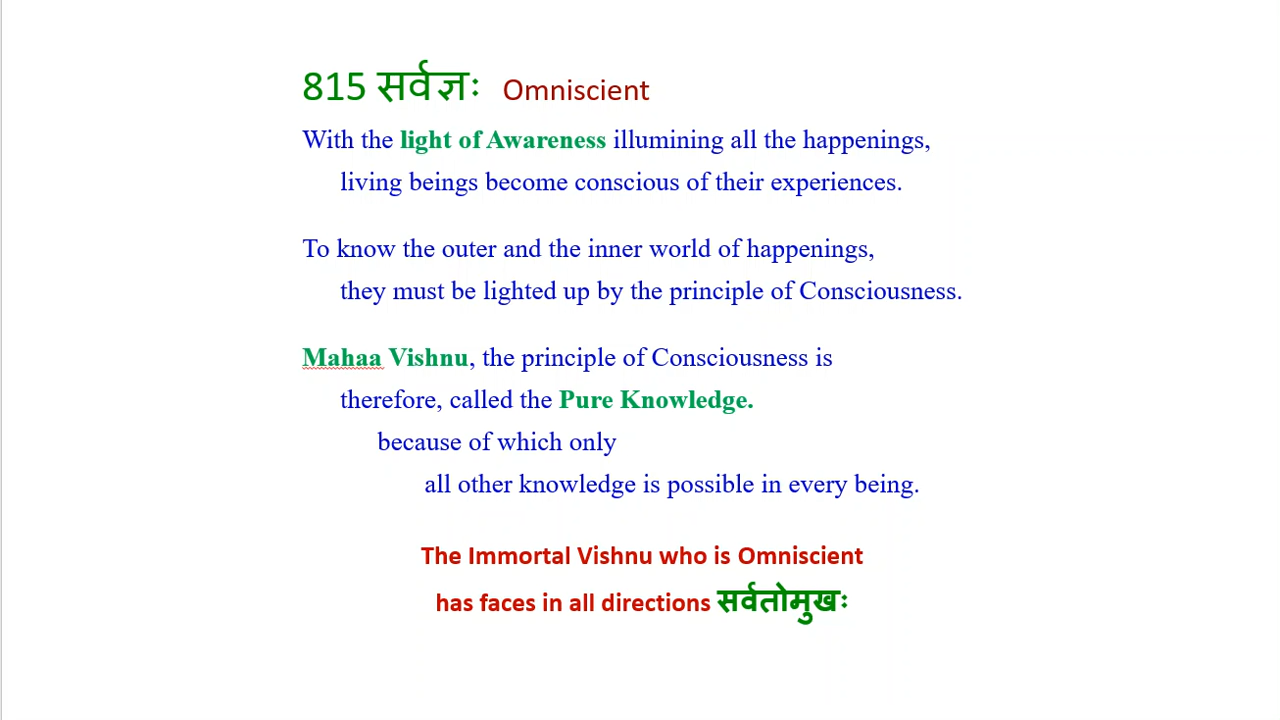 815 सर्वज्ञः Omniscient
With the light of Awareness illumining all the happenings,
living beings become conscious of their experiences.
To know the outer and the inner world of happenings,
they must be lighted up by the principle of Consciousness.
Mahaa Vishnu, the principle of Consciousness is
therefore, called the Pure Knowledge.
because of which only
all other knowledge is possible in every being.
The Immortal Vishnu who is Omniscient
has faces in all directions सर्वतोमुखः